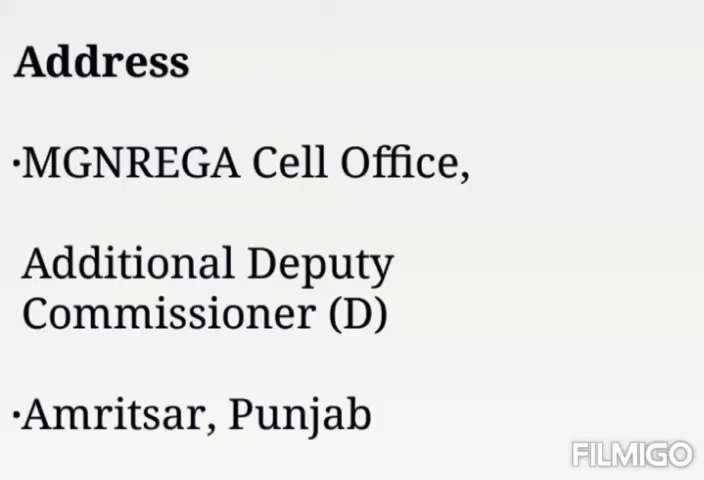 Address
·MGNREGA Cell Office,
Additional Deputy
Commissioner (D)
·Amritsar, Punjab
FILMIGO